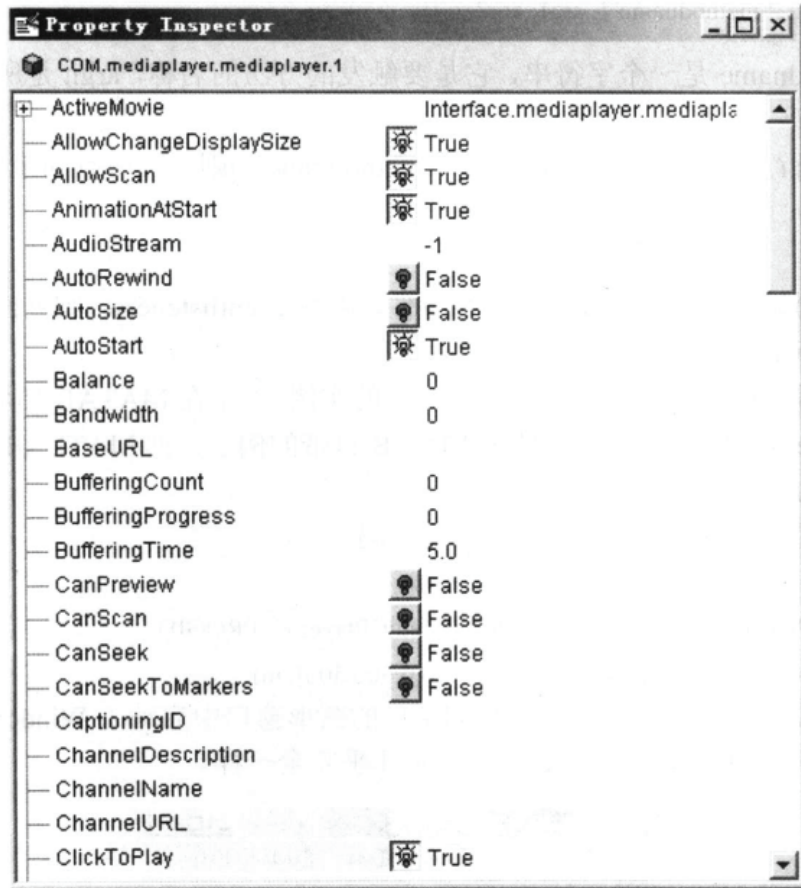 Property Inspector
COM.mediaplayer.mediaplayer.1
ActiveMovie Interface.mediaplayer.mediapla
AllowChangeDisplaySize True
AllowScan True
AnimationAtStart True
AudioStream -1
AutoRewind False
AutoSize False
AutoStart True
Balance 0
Bandwidth 0
BaseURL
BufferingCount 0
BufferingProgress 0
BufferingTime 5.0
CanPreview False
CanScan False
CanSeek False
CanSeekToMarkers False
CaptioningID
ChannelDescription
ChannelName
ChannelURL
ClickToPlay True